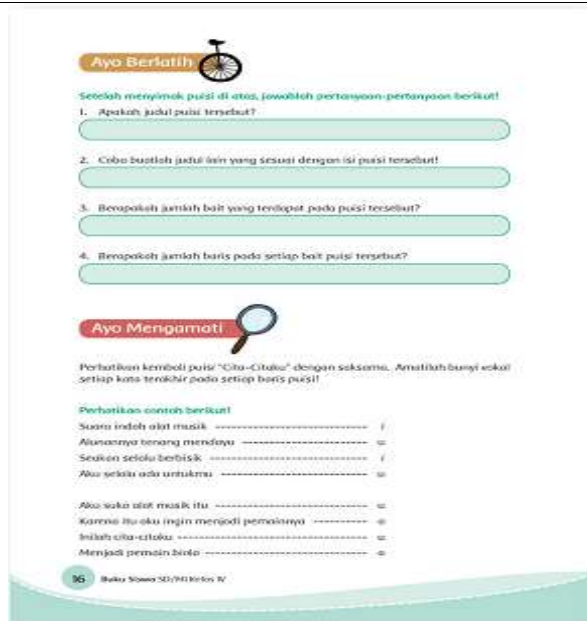 Ayo Berlatih
Setelah menyimak puisi di atas, jawablah pertanyaan-pertanyaan berikut!
1. Apakah judul puisi tersebut?
2. Coba buatlah judul lain yang sesuai dengan isi puisi tersebut!
3. Berapakah jumlah bait yang terdapat pada puisi tersebut?
4. Berapakah jumlah baris pada setiap bait puisi tersebut?
Ayo Mengamati
Perhatikan kembali puisi "Cita-Citaku" dengan saksama. Amatilah bunyi vokal
setiap kata terakhir pada setiap baris puisi!
Perhatikan contoh berikut!
Suara indah alat musik ---------------------------- i
Alunannya tenang mendayu ----------------------- u
Seakan selalu berbisik ---------------------------- i
Aku selalu ada untukmu -------------------------- u
Aku suka alat musik itu ---------------------------- u
Karena itu aku ingin menjadi pemainnya ---------- a
Inilah cita-citaku ----------------------------------- u
Menjadi pemain biola ------------------------------ a
16 Buku Siswa SD/MI Kelas IV